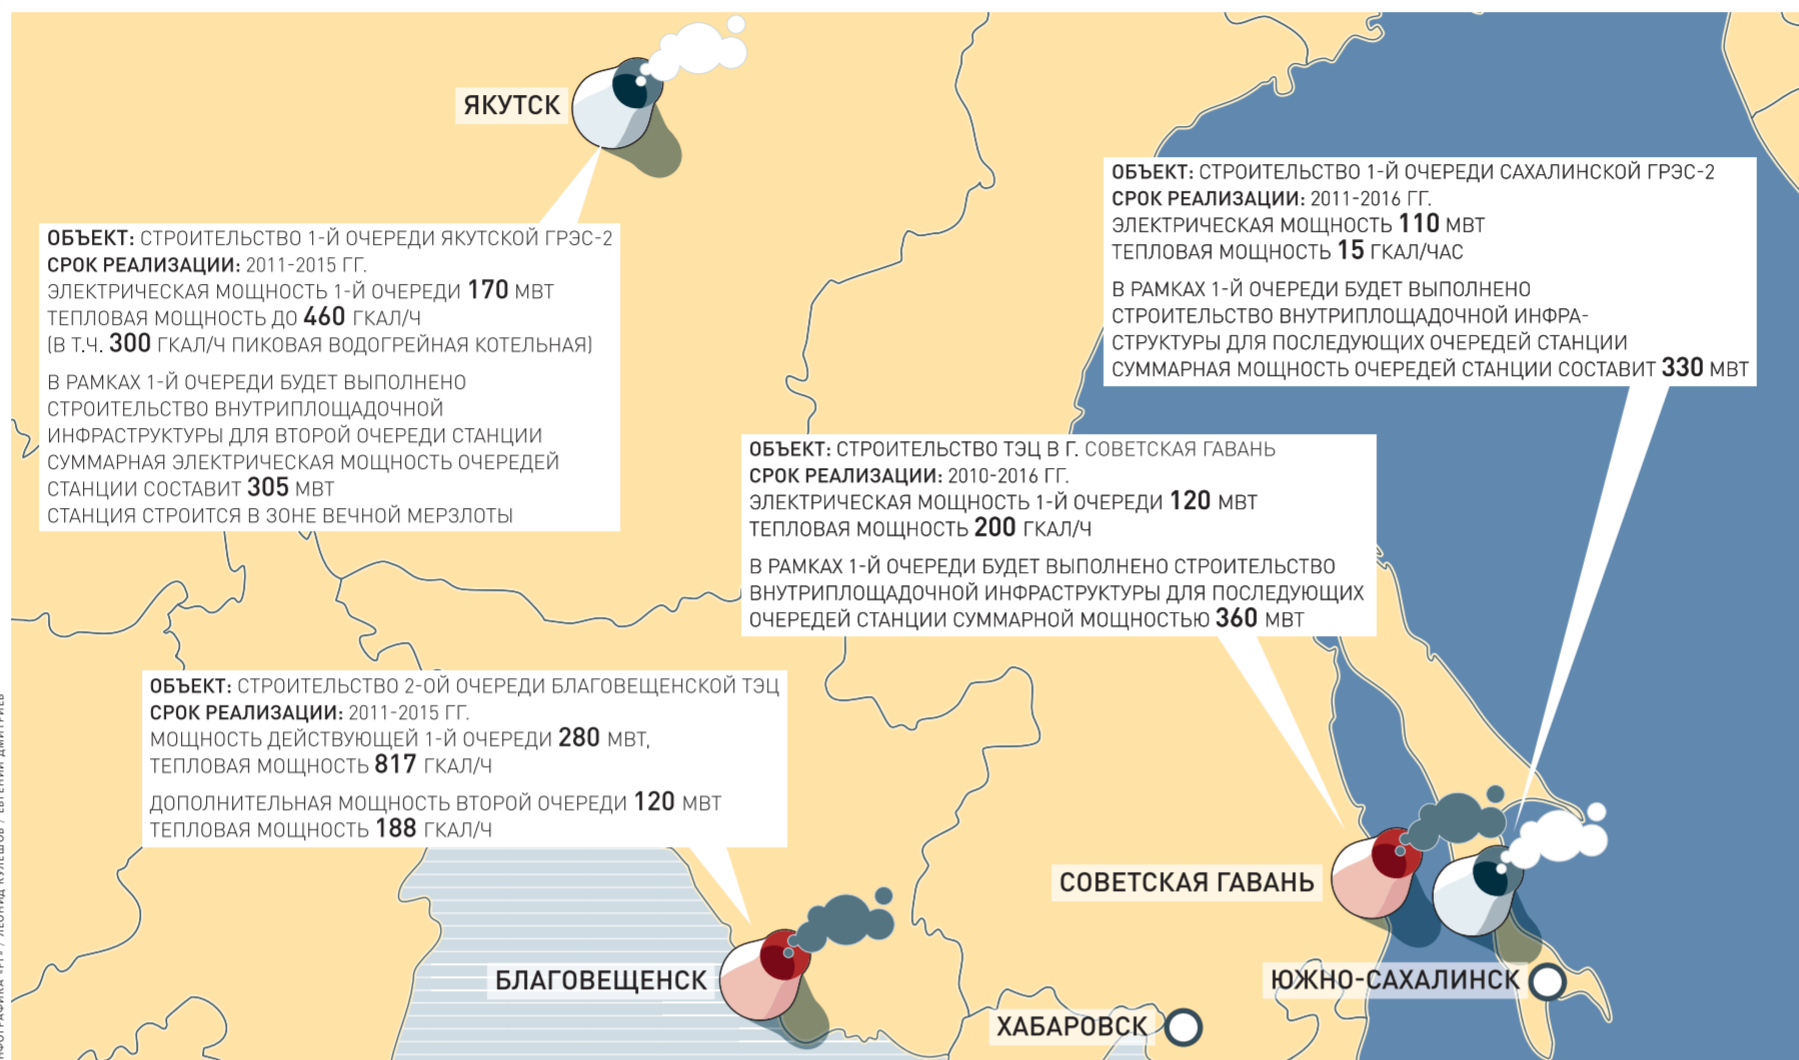 ЯКУТСК
ОБЪЕКТ: СТРОИТЕЛЬСТВО 1-Й ОЧЕРЕДИ ЯКУТСКОЙ ГРЭС-2
СРОК РЕАЛИЗАЦИИ: 2011-2015 ГГ.
ЭЛЕКТРИЧЕСКАЯ МОЩНОСТЬ 1-Й ОЧЕРЕДИ 170 МВТ
ТЕПЛОВАЯ МОЩНОСТЬ ДО 460 ГКАЛ/Ч
(В Т.Ч. 300 ГКАЛ/Ч ПИКОВАЯ ВОДОГРЕЙНАЯ КОТЕЛЬНАЯ)
В РАМКАХ 1-Й ОЧЕРЕДИ БУДЕТ ВЫПОЛНЕНО
СТРОИТЕЛЬСТВО ВНУТРИПЛОЩАДОЧНОЙ
ИНФРАСТРУКТУРЫ ДЛЯ ВТОРОЙ ОЧЕРЕДИ СТАНЦИИ
СУММАРНАЯ ЭЛЕКТРИЧЕСКАЯ МОЩНОСТЬ ОЧЕРЕДЕЙ
СТАНЦИИ СОСТАВИТ 305 МВТ
СТАНЦИЯ СТРОИТСЯ В ЗОНЕ ВЕЧНОЙ МЕРЗЛОТЫ
ОБЪЕКТ: СТРОИТЕЛЬСТВО 1-Й ОЧЕРЕДИ САХАЛИНСКОЙ ГРЭС-2
СРОК РЕАЛИЗАЦИИ: 2011-2016 ГГ.
ЭЛЕКТРИЧЕСКАЯ МОЩНОСТЬ 110 МВТ
ТЕПЛОВАЯ МОЩНОСТЬ 15 ГКАЛ/ЧАС
В РАМКАХ 1-Й ОЧЕРЕДИ БУДЕТ ВЫПОЛНЕНО
СТРОИТЕЛЬСТВО ВНУТРИПЛОЩАДОЧНОЙ ИНФРА-
СТРУКТУРЫ ДЛЯ ПОСЛЕДУЮЩИХ ОЧЕРЕДЕЙ СТАНЦИИ
СУММАРНАЯ МОЩНОСТЬ ОЧЕРЕДЕЙ СТАНЦИИ СОСТАВИТ 330 МВТ
ОБЪЕКТ: СТРОИТЕЛЬСТВО ТЭЦ В Г. СОВЕТСКАЯ ГАВАНЬ
СРОК РЕАЛИЗАЦИИ: 2010-2016 ГГ.
ЭЛЕКТРИЧЕСКАЯ МОЩНОСТЬ 1-Й ОЧЕРЕДИ 120 МВТ
ТЕПЛОВАЯ МОЩНОСТЬ 200 ГКАЛ/Ч
В РАМКАХ 1-Й ОЧЕРЕДИ БУДЕТ ВЫПОЛНЕНО СТРОИТЕЛЬСТВО
ВНУТРИПЛОЩАДОЧНОЙ ИНФРАСТРУКТУРЫ ДЛЯ ПОСЛЕДУЮЩИХ
ОЧЕРЕДЕЙ СТАНЦИИ СУММАРНОЙ МОЩНОСТЬЮ 360 МВТ
ОБЪЕКТ: СТРОИТЕЛЬСТВО 2-ОЙ ОЧЕРЕДИ БЛАГОВЕЩЕНСКОЙ ТЭЦ
СРОК РЕАЛИЗАЦИИ: 2011-2015 ГГ.
МОЩНОСТЬ ДЕЙСТВУЮЩЕЙ 1-Й ОЧЕРЕДИ 280 МВТ,
ТЕПЛОВАЯ МОЩНОСТЬ 817 ГКАЛ/Ч
ДОПОЛНИТЕЛЬНАЯ МОЩНОСТЬ ВТОРОЙ ОЧЕРЕДИ 120 МВТ
ТЕПЛОВАЯ МОЩНОСТЬ 188 ГКАЛ/Ч
СОВЕТСКАЯ ГАВАНЬ
БЛАГОВЕЩЕНСК
ЮЖНО-САХАЛИНСК
ХАБАРОВСК